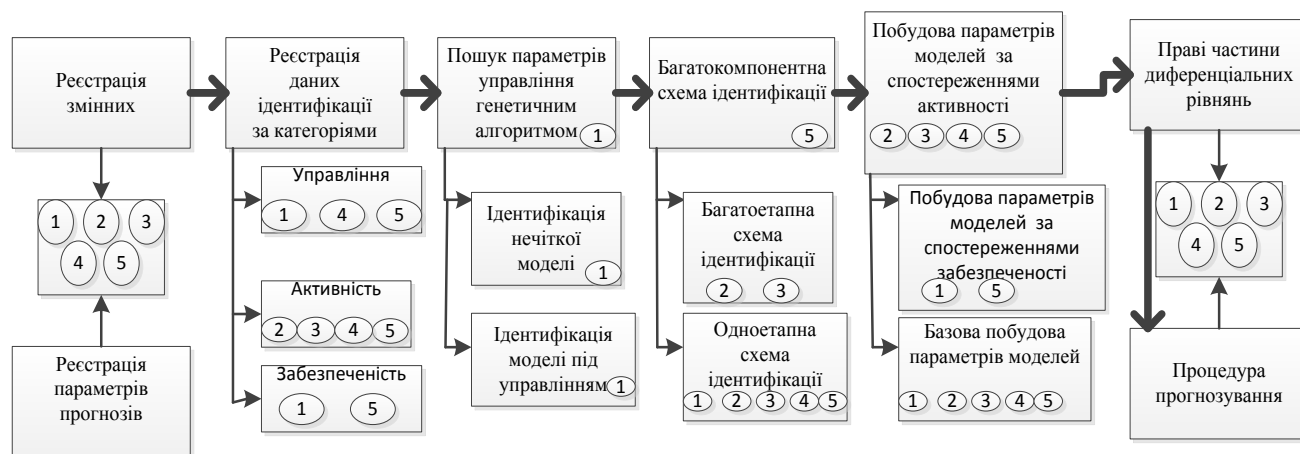 Реєстрація
змінних
1 2 3
4 5
Реєстрація
параметрів
прогнозів
Реєстрація
даних
ідентифікації
за категоріями
Управління
1 4 5
Активність
2 3 4 5
Забезпеченість
1 5
Пошук параметрів
управління
генетичним
алгоритмом
1
Ідентифікація
нечіткої
моделі
1
Ідентифікація
моделі під
управлінням
1
Багатокомпонентна
схема ідентифікації
5
Багатоетапна
схема
ідентифікації
2 3
Одноетапна
схема
ідентифікації
1 2 3 4 5
Побудова параметрів
моделей за
спостереженнями
активності
2 3 4 5
Побудова параметрів
моделей за
спостереженнями
забезпеченості
1 5
Базова побудова
параметрів моделей
1 2 3 4 5
Праві частини
диференціальних
рівнянь
1 2 3
4 5
Процедура
прогнозування